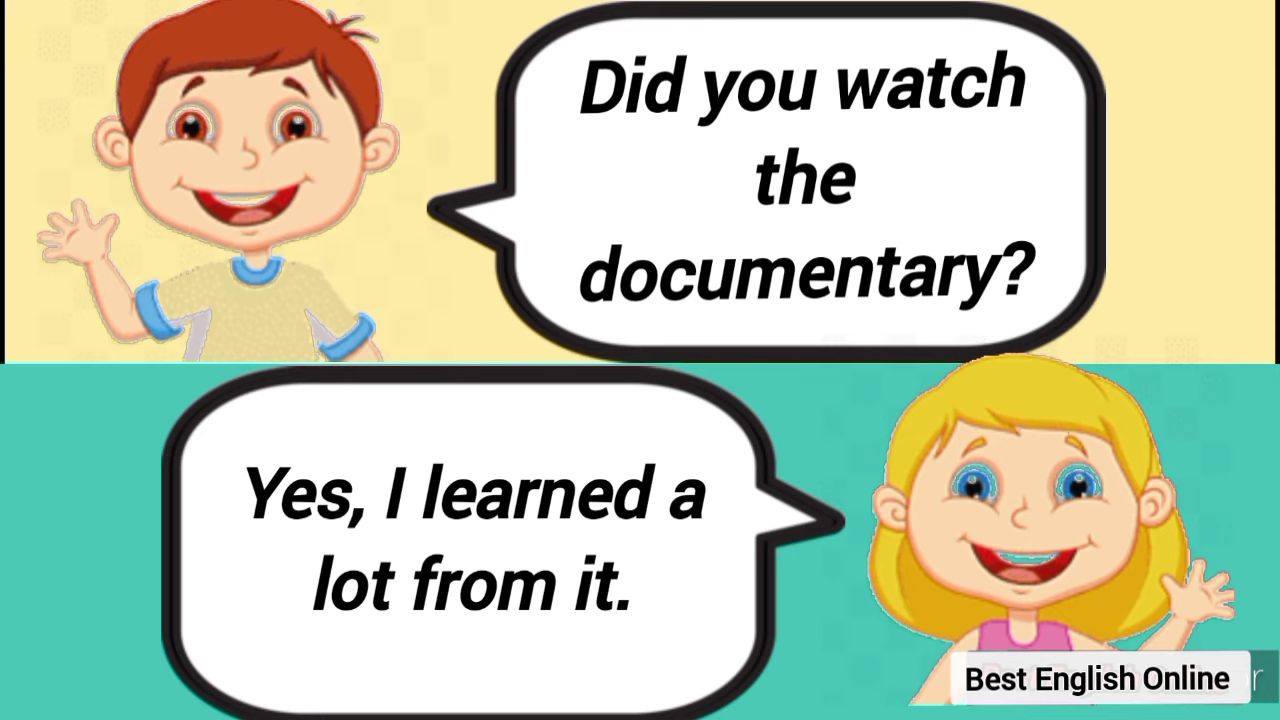 Did you watch
the
documentary?
Yes, I learned a
lot from it.
Best English Online